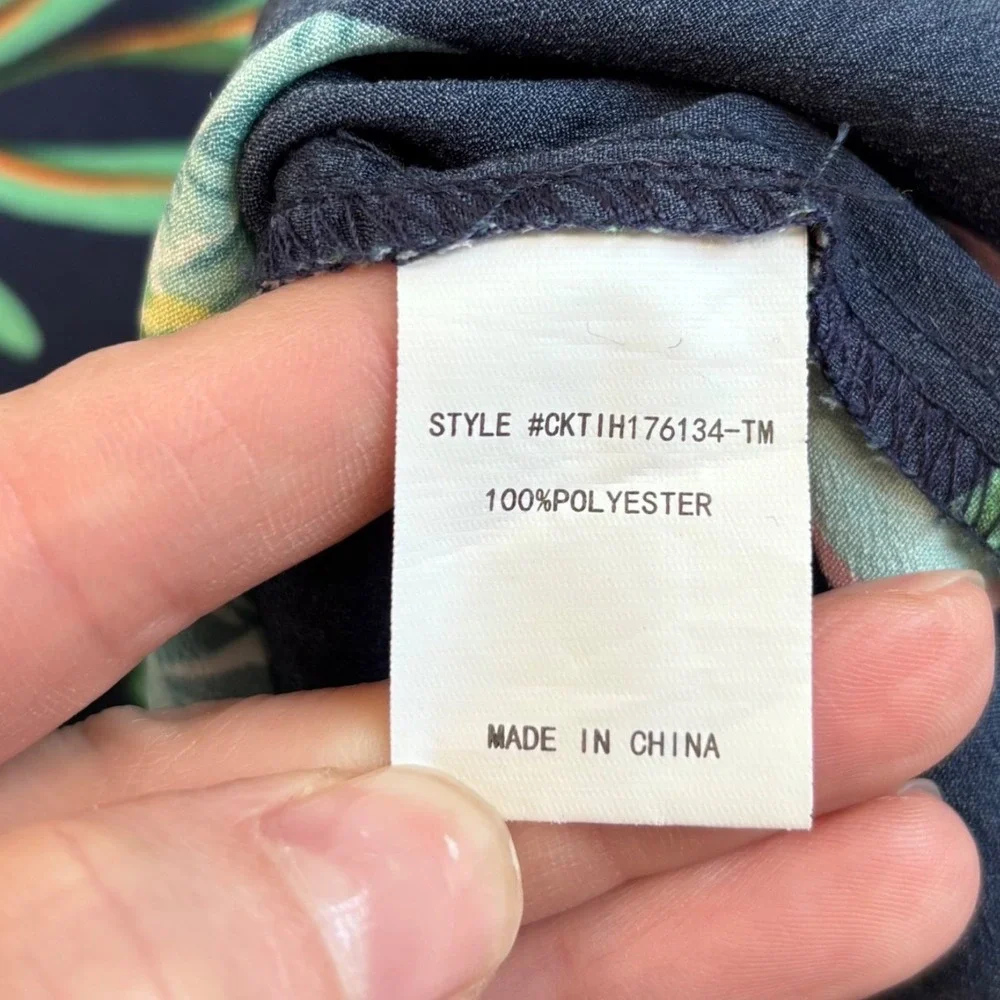 STYLE #CKTIH176134-TM
100%POLYESTER
MADE IN CHINA